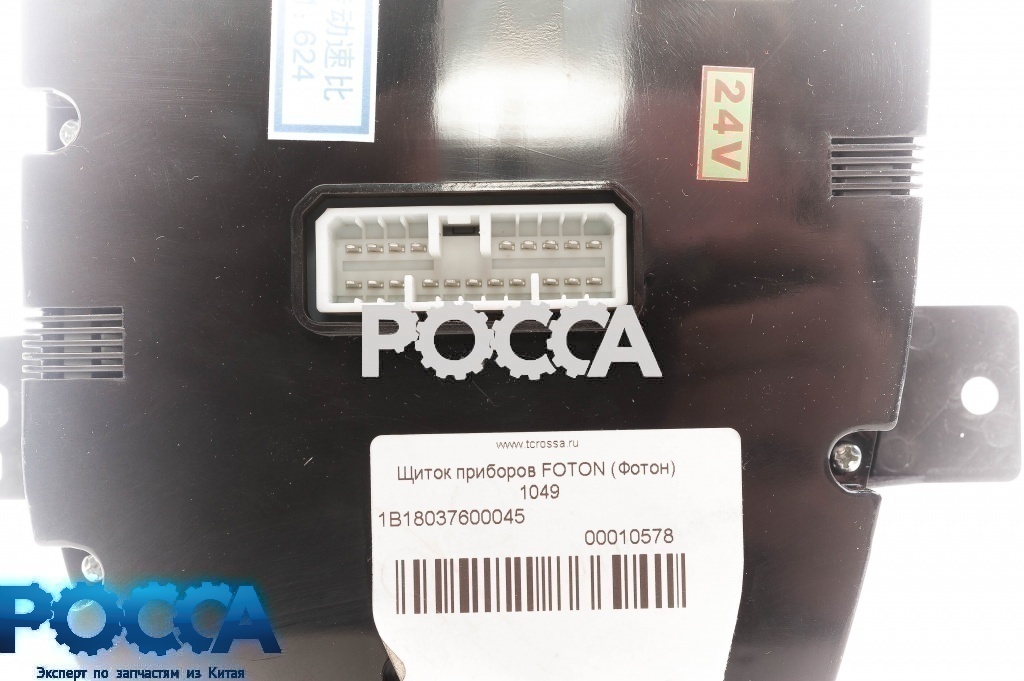 动速比
1:624
24V
РОССА
www.tcrossa.ru
Щиток приборов FOTON (Фотон)
1049
1B18037600045
00010578
РОССА
Эксперт по запчастям из Китая